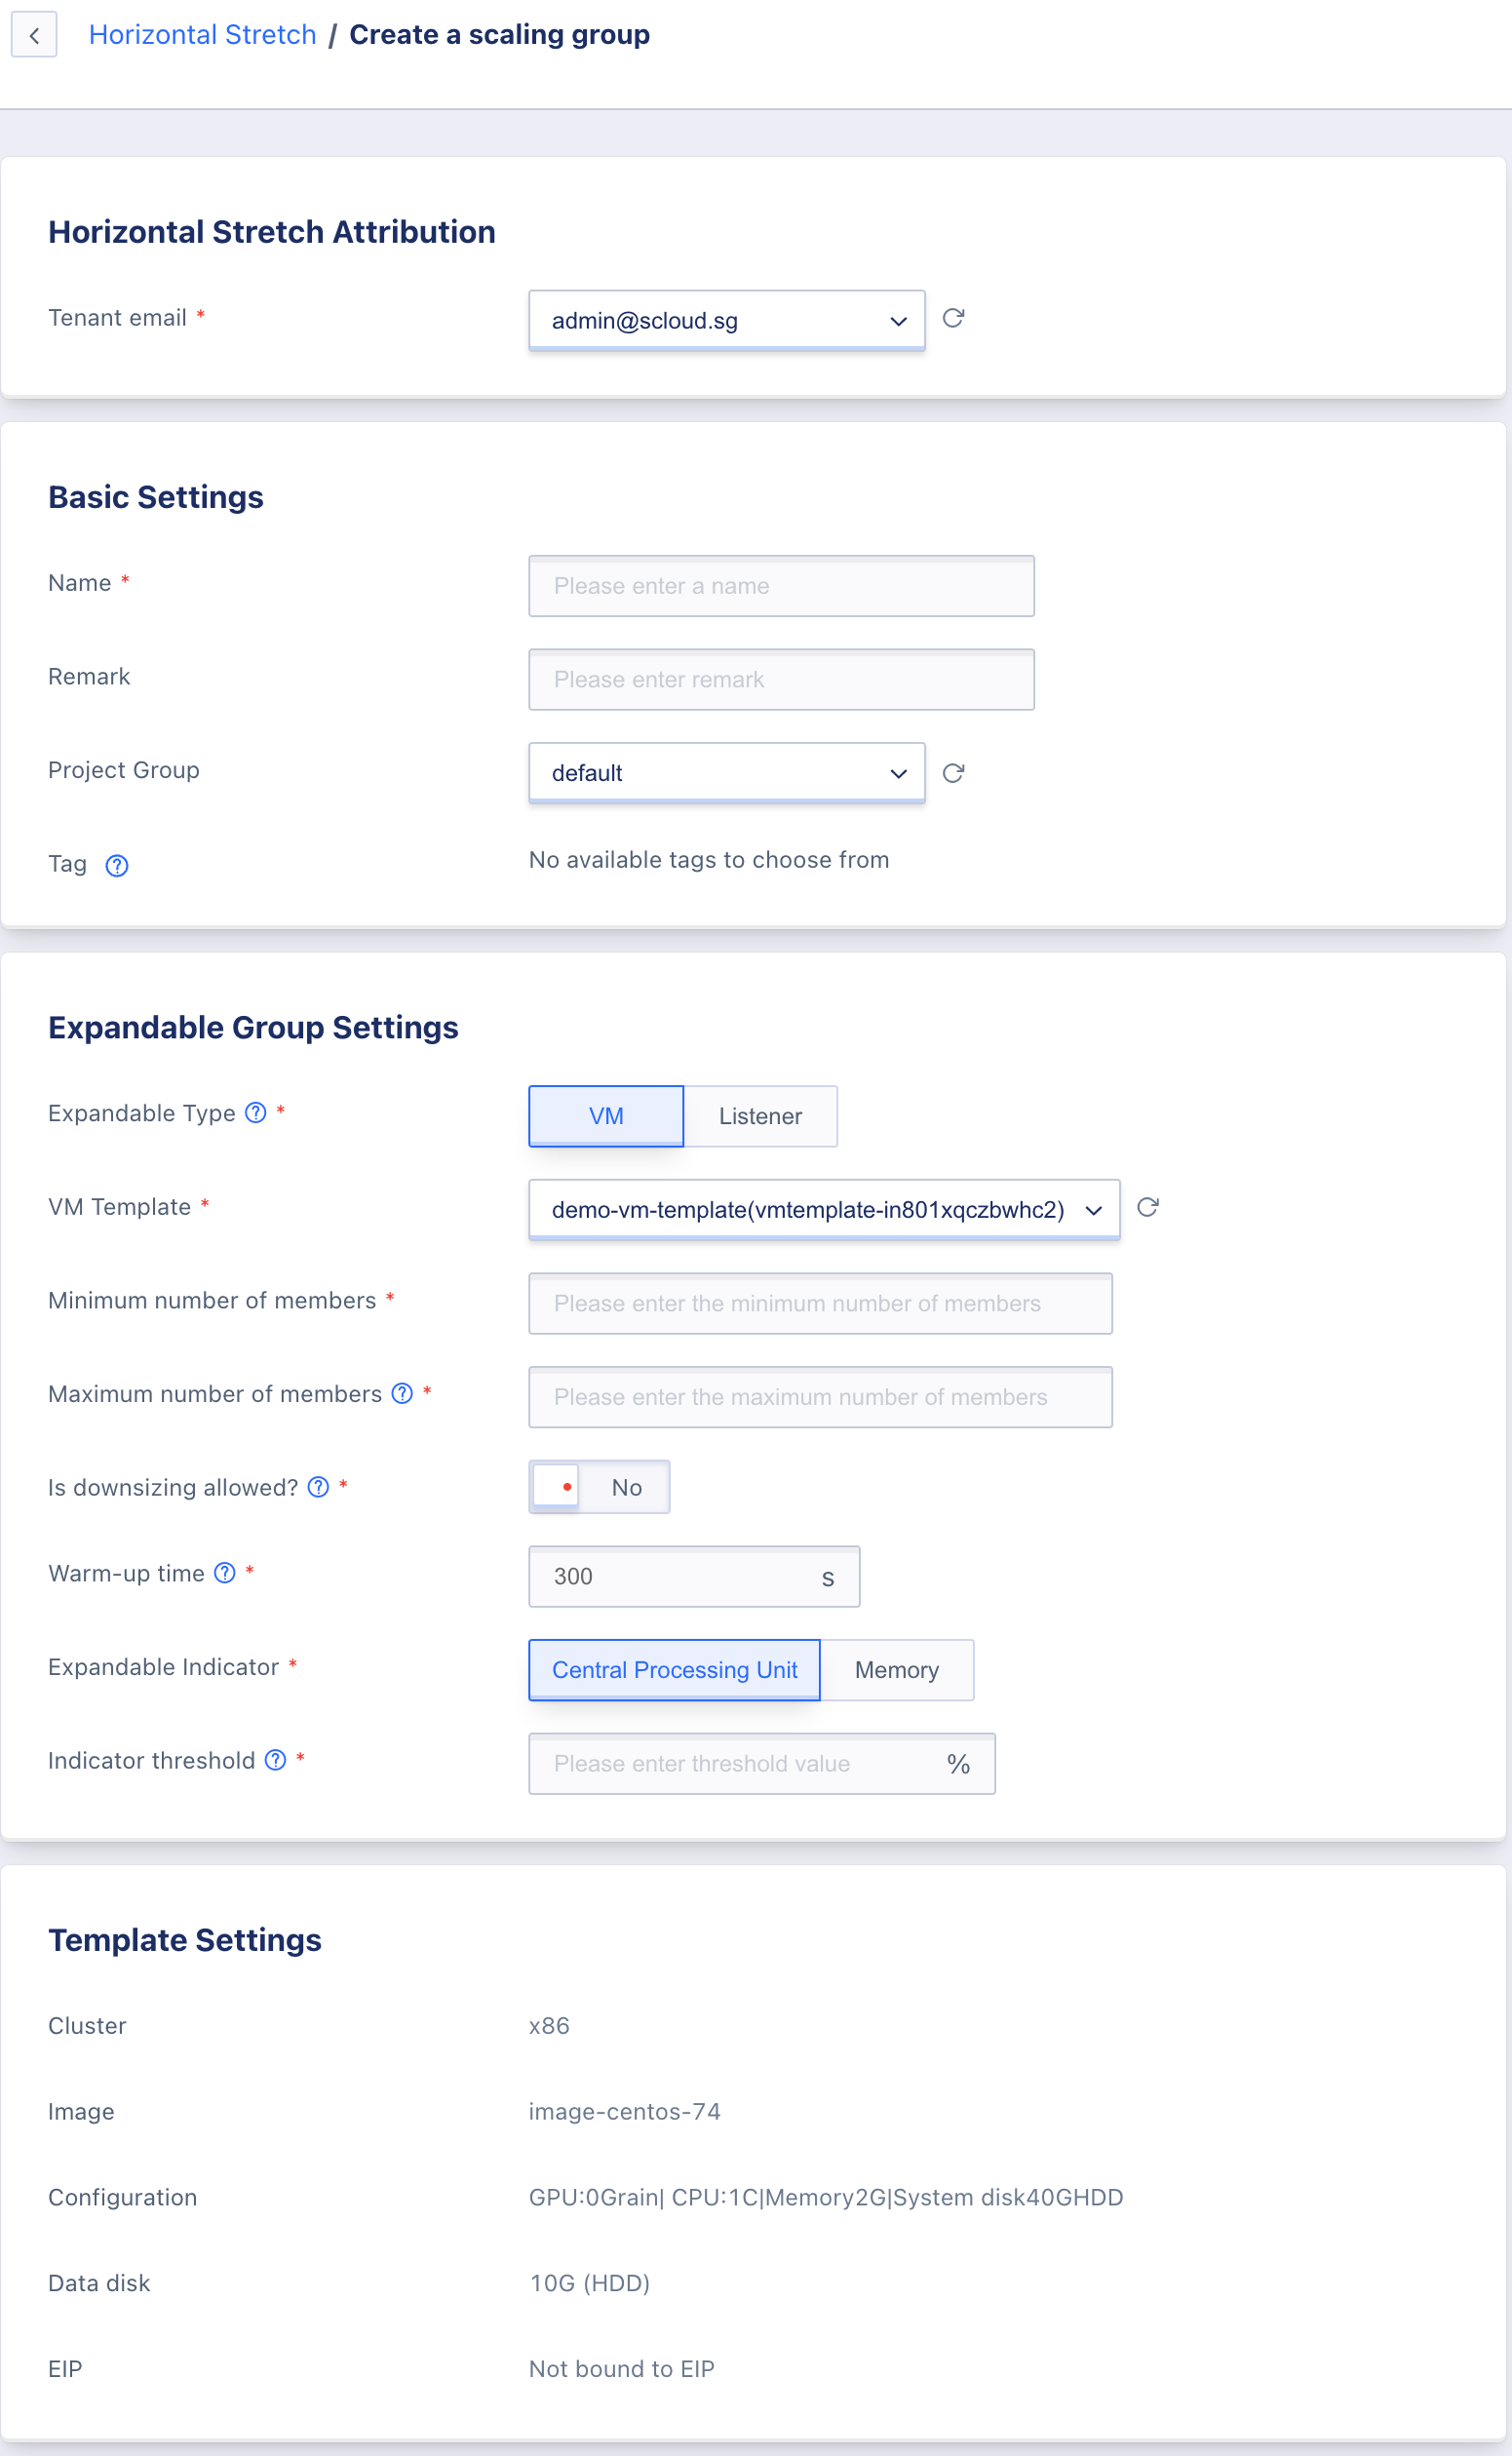 Horizontal Stretch / Create a scaling group
Horizontal Stretch Attribution
Tenant email * admin@scloud.sg
Basic Settings
Name * Please enter a name
Remark Please enter remark
Project Group default
Tag ? No available tags to choose from
Expandable Group Settings
Expandable Type ? * VM Listener
VM Template * demo-vm-template(vmtemplate-in801xqczbwhc2)
Minimum number of members * Please enter the minimum number of members
Maximum number of members ? * Please enter the maximum number of members
Is downsizing allowed? ? * No
Warm-up time ? * 300 s
Expandable Indicator * Central Processing Unit Memory
Indicator threshold ? * Please enter threshold value %
Template Settings
Cluster x86
Image image-centos-74
Configuration GPU:0Grain| CPU:1C|Memory2G|System disk40GHDD
Data disk 10G (HDD)
EIP Not bound to EIP